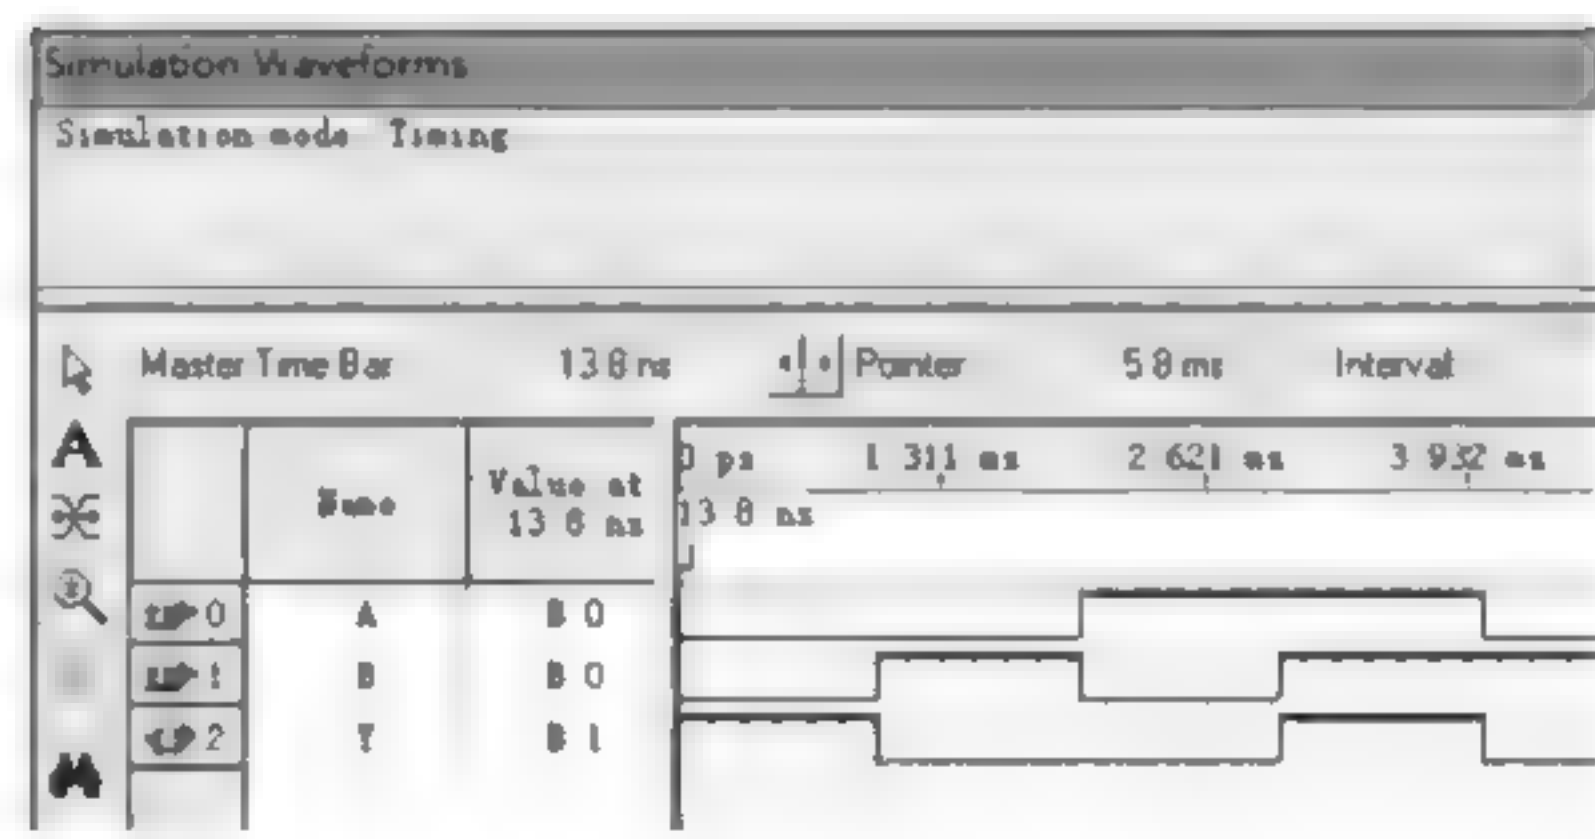 Simulation Waveforms
Simulation mode Timing
Master Time Bar 13 8 ns Pointer 5 8 ms Interval
0 ps 1 311 ms 2 621 ms 3 932 ms
Name Value at
13 8 ns 13 8 ns
0 A B 0
1 B B 0
2 Y B 1